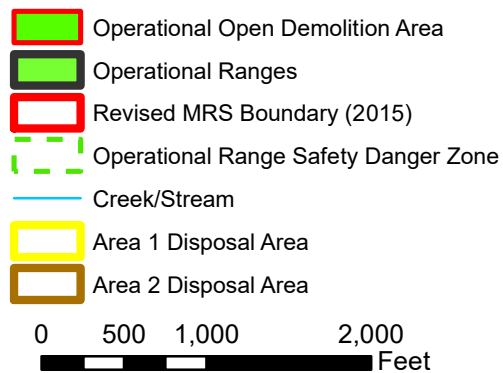 Operational Open Demolition Area
Operational Ranges
Revised MRS Boundary (2015)
Operational Range Safety Danger Zone
Creek/Stream
Area 1 Disposal Area
Area 2 Disposal Area
0 500 1,000 2,000
Feet